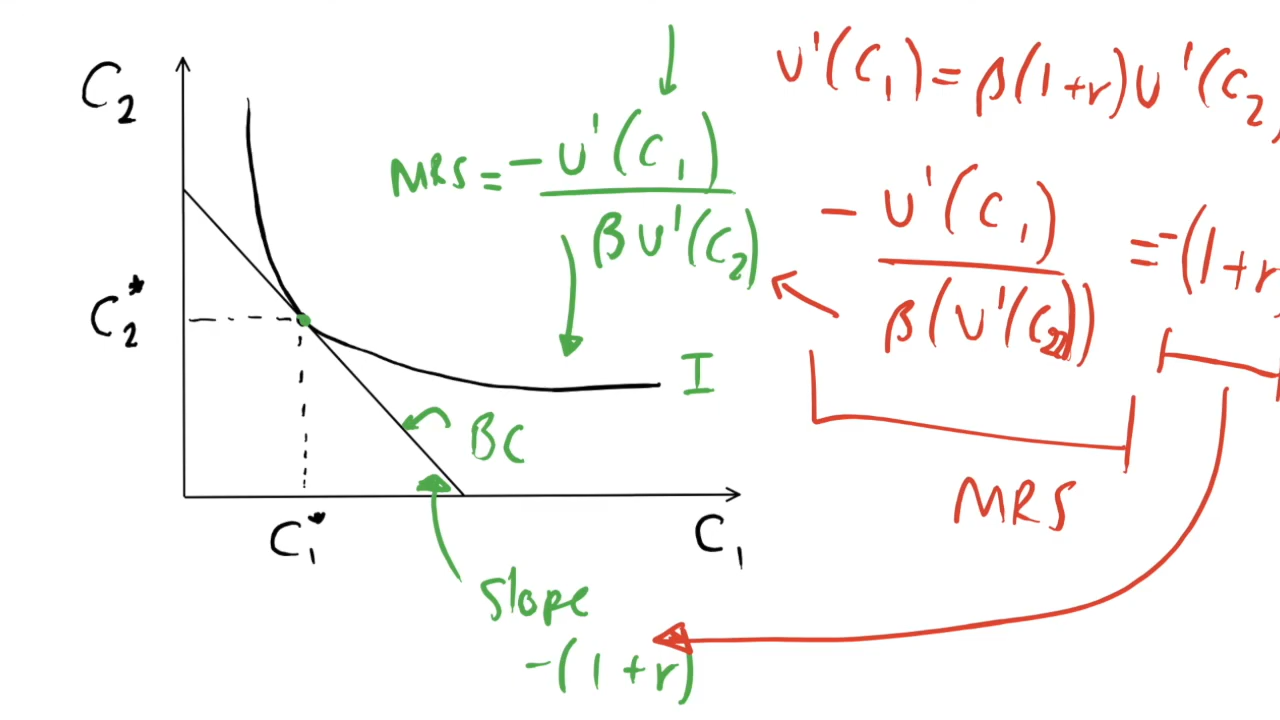 C₂
C₂*
C₁*
C₁
MRS = -U'(C₁) / βU'(C₂)
I
BC
Slope
-(1+r)
U'(C₁) = β(1+r)U'(C₂
- U'(C₁) / β(U'(C₂)) = -(1+r
MRS